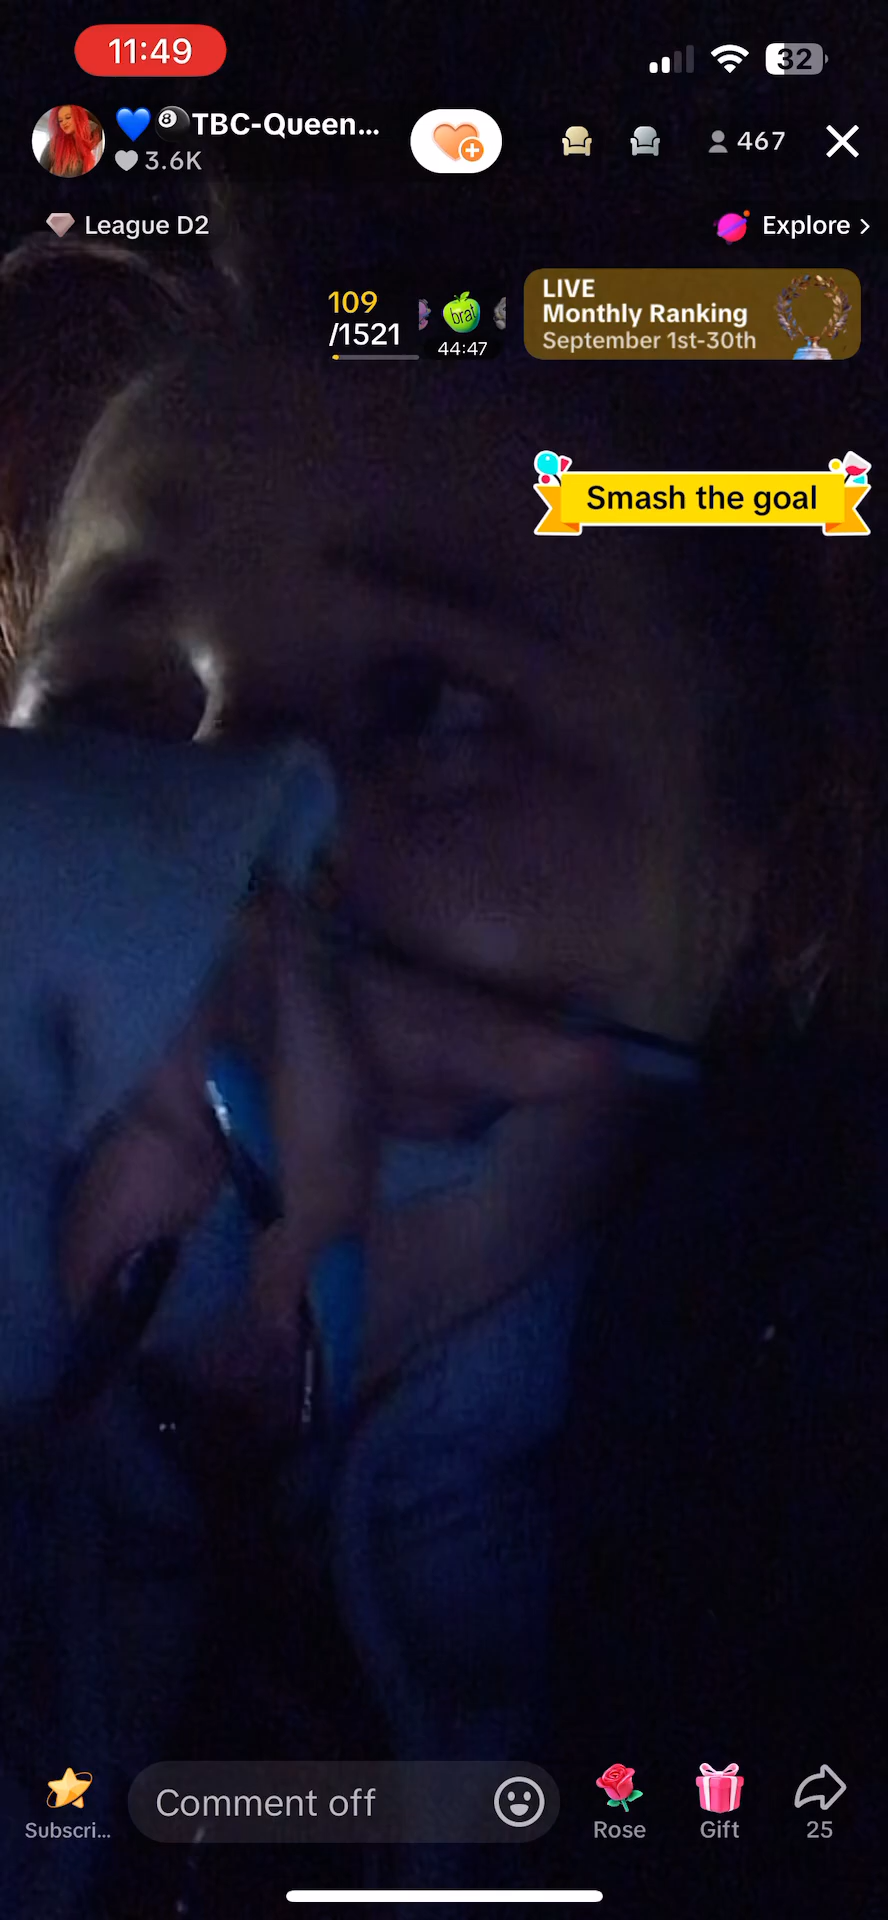 11:49
32
TBC-Queen...
3.6K
467
League D2
Explore >
109
/1521
brat
44:47
LIVE
Monthly Ranking
September 1st-30th
Smash the goal
Comment off
Subscri...
Rose
Gift
25